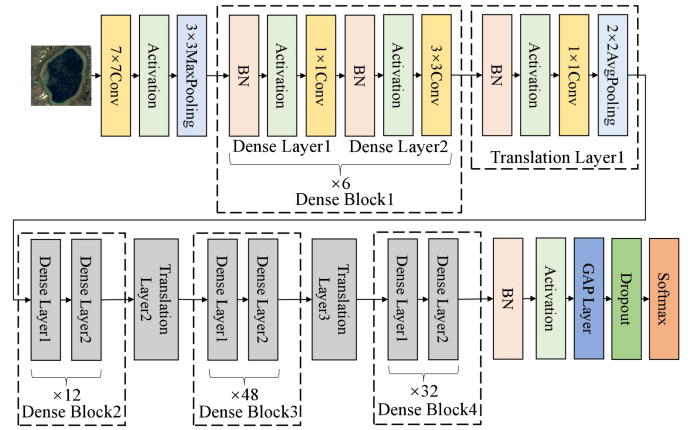 7×7Conv
Activation
3×3MaxPooling
BN
Activation
1×1Conv
BN
Activation
3×3Conv
Dense Layer1
Dense Layer2
×6
Dense Block1
BN
Activation
1×1Conv
2×2AvgPooling
Translation Layer1
Dense Layer1
Dense Layer2
×12
Dense Block2
Translation
Layer2
Dense Layer1
Dense Layer2
×48
Dense Block3
Translation
Layer3
Dense Layer1
Dense Layer2
×32
Dense Block4
BN
Activation
GAP Layer
Dropout
Softmax